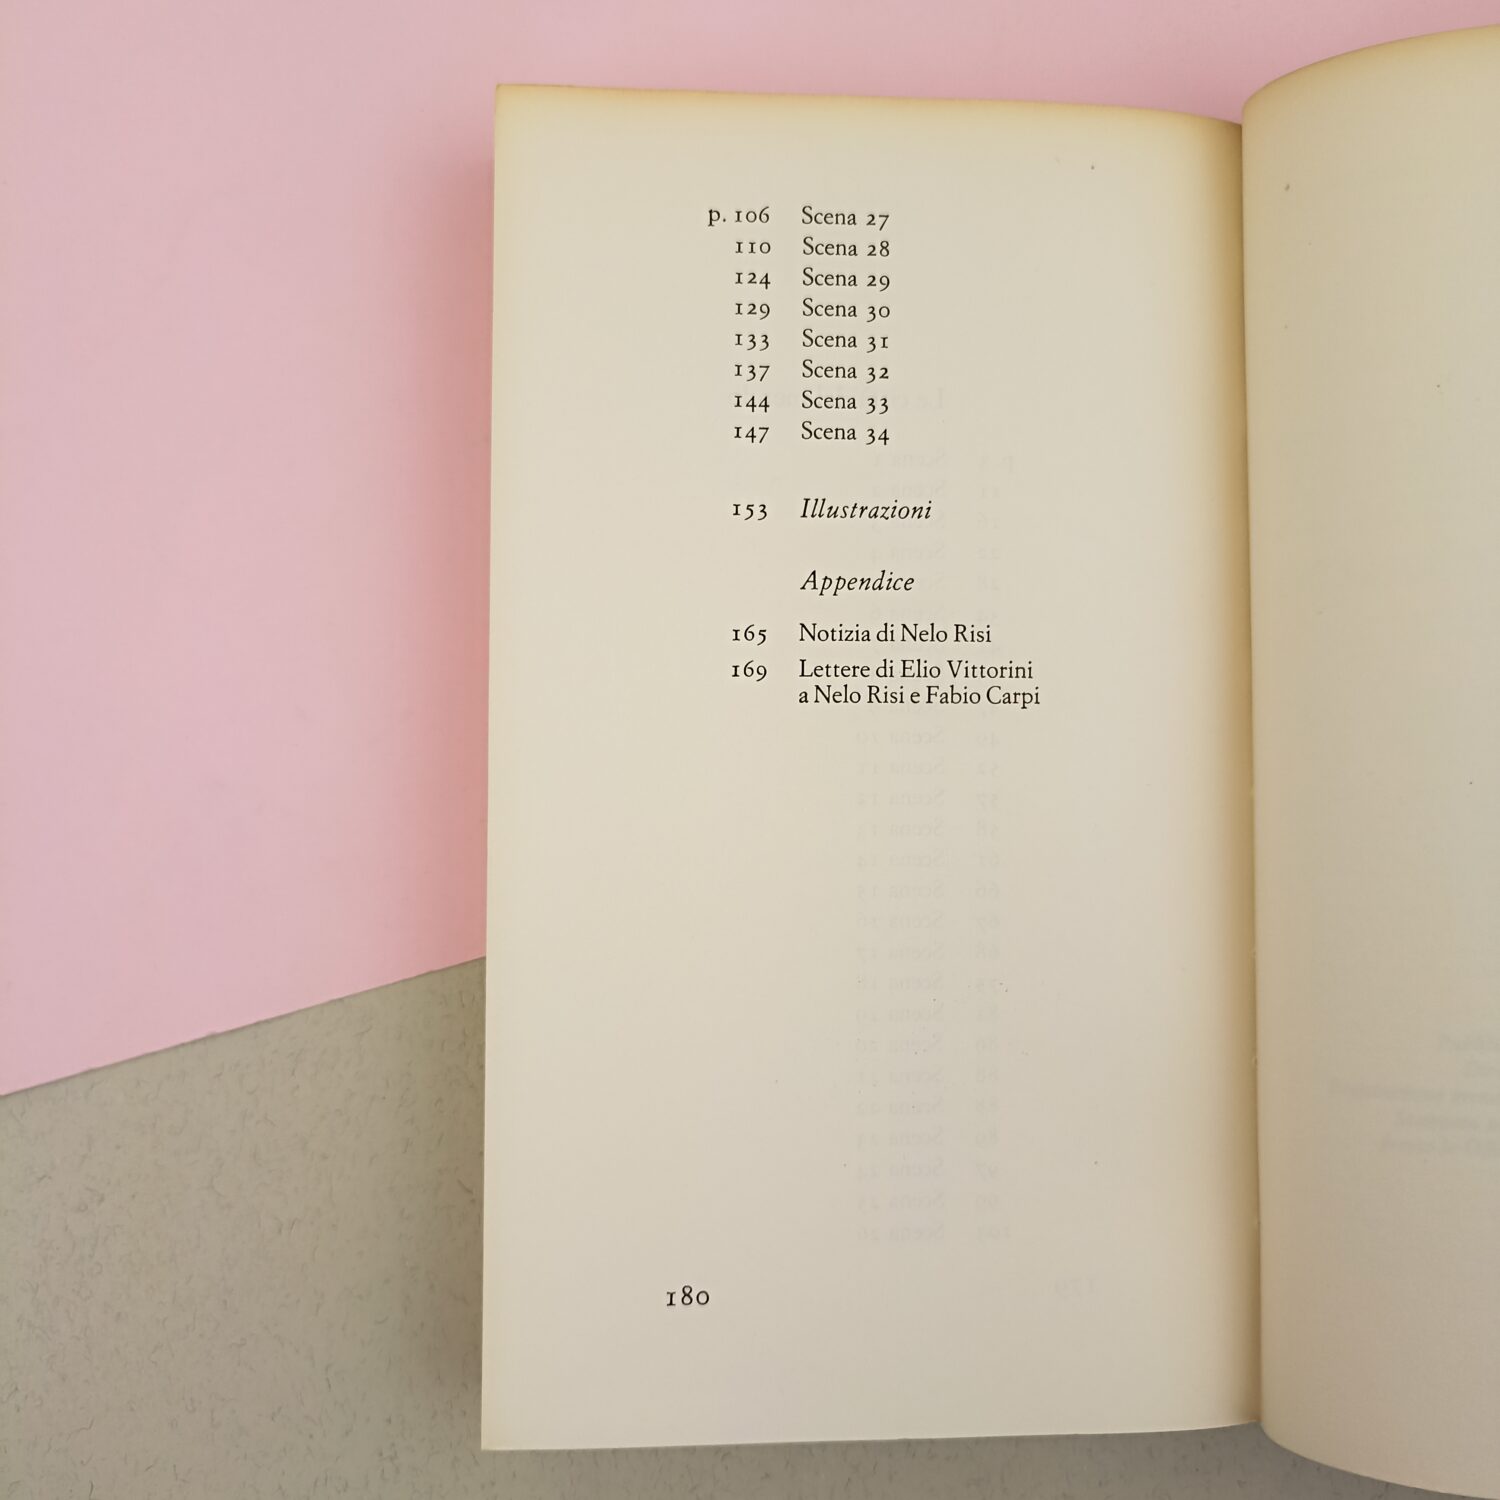 p. 106 Scena 27
110 Scena 28
124 Scena 29
129 Scena 30
133 Scena 31
137 Scena 32
144 Scena 33
147 Scena 34
153 Illustrazioni
Appendice
165 Notizia di Nelo Risi
169 Lettere di Elio Vittorini
a Nelo Risi e Fabio Carpi
180